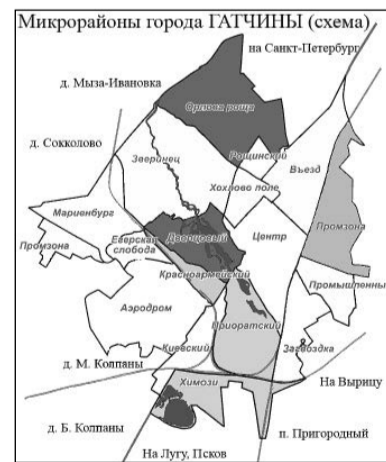 Микрорайоны города ГАТЧИНЫ (схема)
на Санкт-Петербург
д. Мыза-Ивановка
Орлова роща
д. Сокколово
Зверинец
Рощинский
Въезд
Хохлово поле
Мариенбург
Промзона
Егерская
слобода
Дворцовый
Центр
Промзона
Красноармейский
Промышленный
Аэродром
Приоратский
Киевский
Загвоздка
д. М. Колпаны
Химози
На Вырицу
д. Б. Колпаны
п. Пригородный
На Лугу, Псков